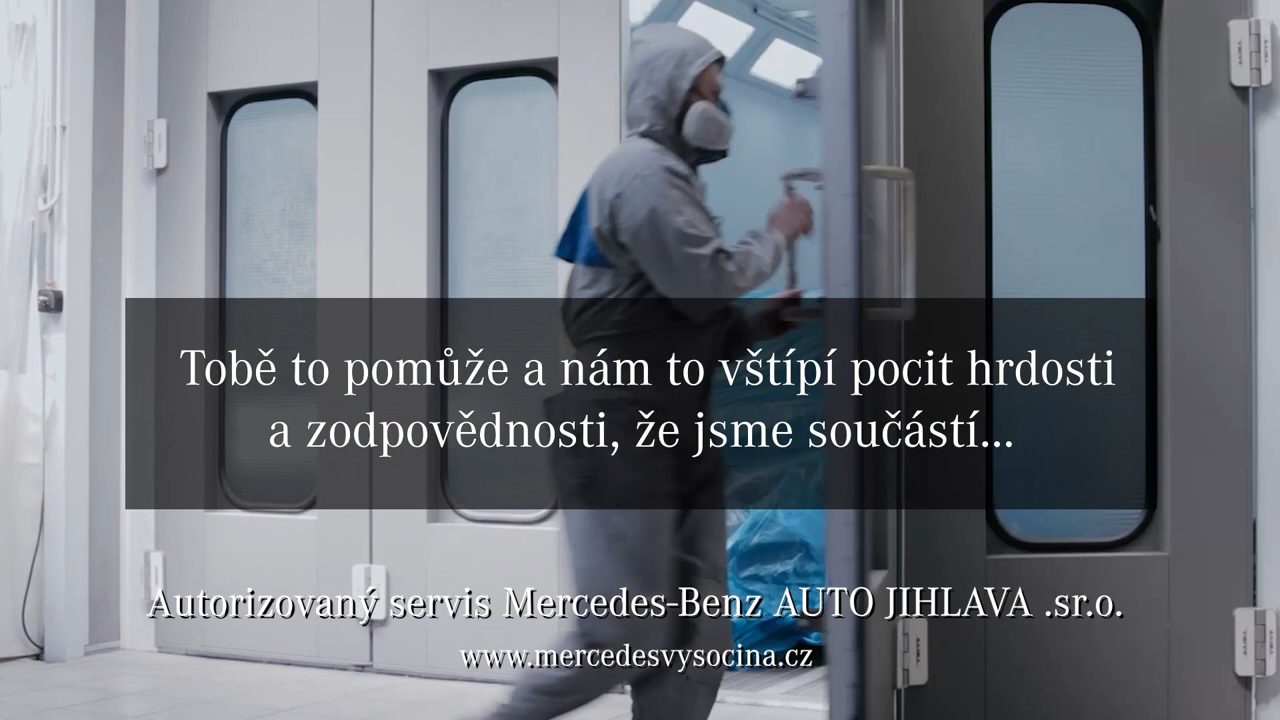 Tobě to pomůže a nám to vštípí pocit hrdosti
a zodpovědnosti, že jsme součástí...
Autorizovaný servis Mercedes-Benz AUTO JIHLAVA .sr.o.
www.mercedesvysocina.cz